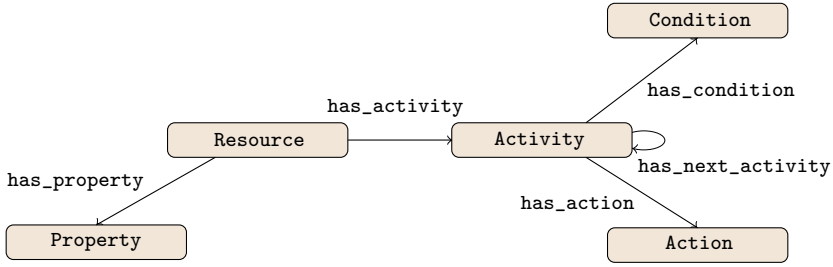 Condition
has_condition
has_activity
Resource
Activity
has_next_activity
has_property
has_action
Property
Action